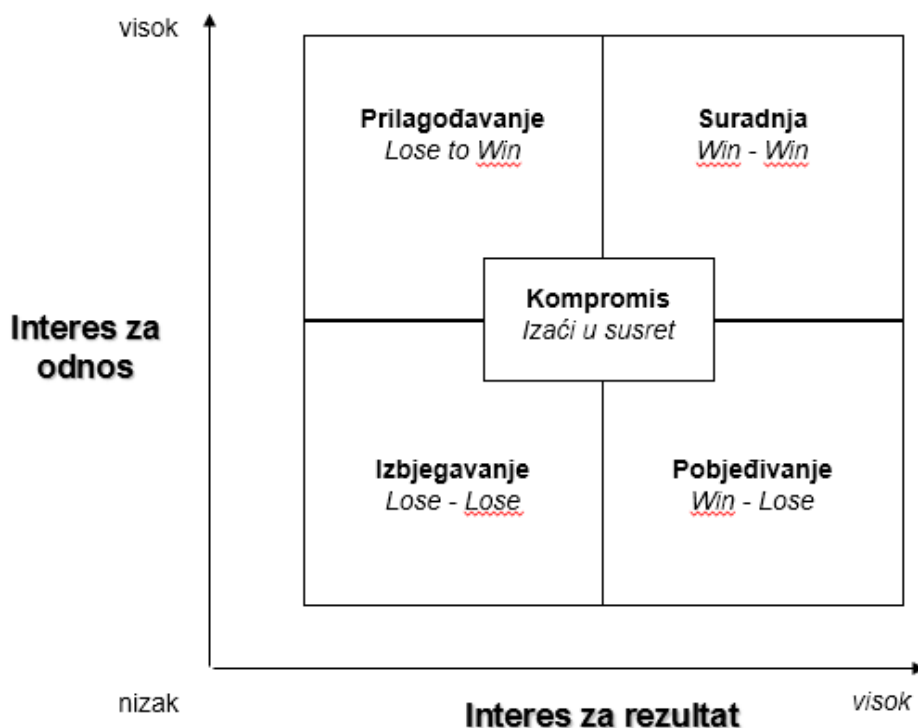 visok
Prilagođavanje
Lose to Win
Suradnja
Win - Win
Kompromis
Izaći u susret
Interes za
odnos
Izbjegavanje
Lose - Lose
Pobjeđivanje
Win - Lose
nizak
Interes za rezultat
visok